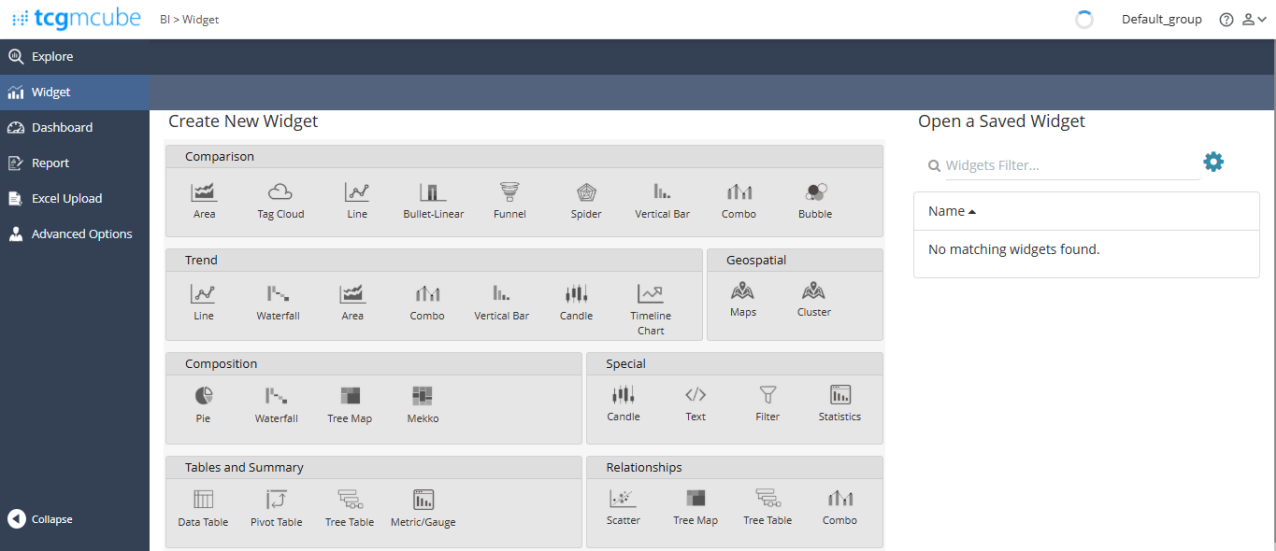 tcgmcube
BI > Widget
Default_group
Explore
Widget
Dashboard
Report
Excel Upload
Advanced Options
Collapse
Create New Widget
Comparison
Area
Tag Cloud
Line
Bullet-Linear
Funnel
Spider
Vertical Bar
Combo
Bubble
Trend
Line
Waterfall
Area
Combo
Vertical Bar
Candle
Timeline
Chart
Geospatial
Maps
Cluster
Composition
Pie
Waterfall
Tree Map
Mekko
Special
Candle
Text
Filter
Statistics
Tables and Summary
Data Table
Pivot Table
Tree Table
Metric/Gauge
Relationships
Scatter
Tree Map
Tree Table
Combo
Open a Saved Widget
Widgets Filter...
Name
No matching widgets found.